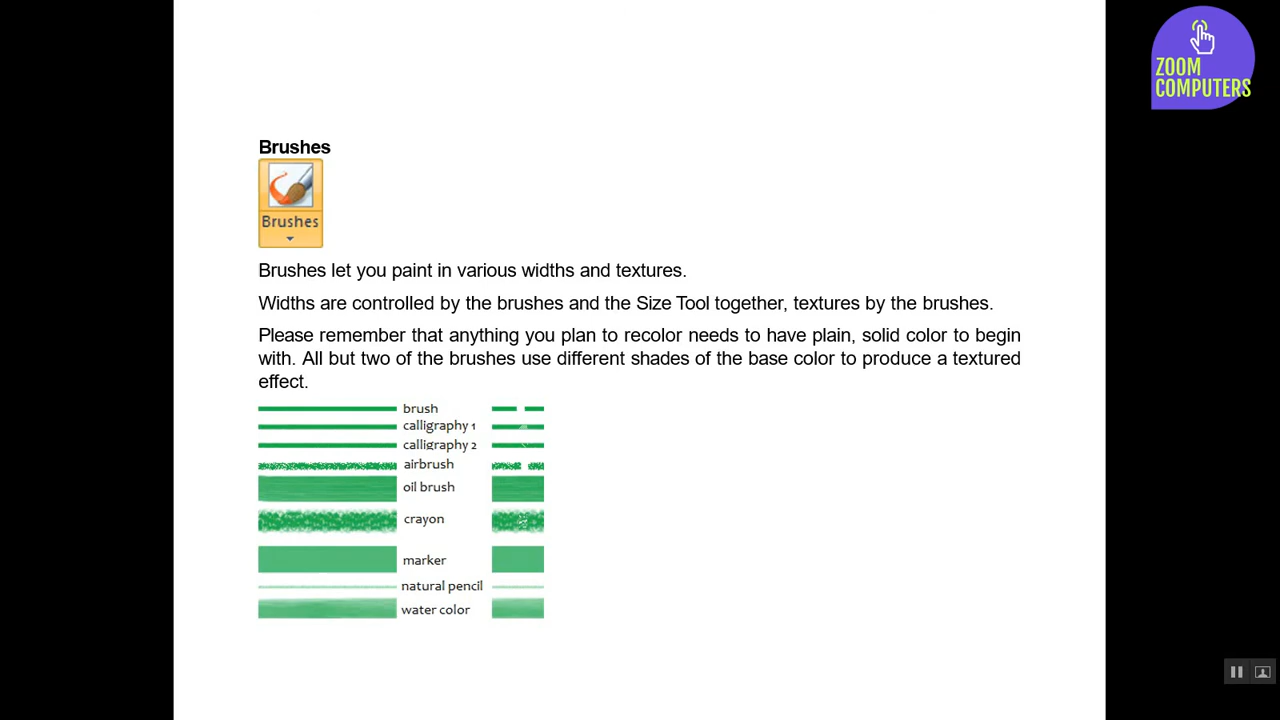 ZOOM
COMPUTERS
Brushes
Brushes
Brushes let you paint in various widths and textures.
Widths are controlled by the brushes and the Size Tool together, textures by the brushes.
Please remember that anything you plan to recolor needs to have plain, solid color to begin
with. All but two of the brushes use different shades of the base color to produce a textured
effect.
brush
calligraphy 1
calligraphy 2
airbrush
oil brush
crayon
marker
natural pencil
water color